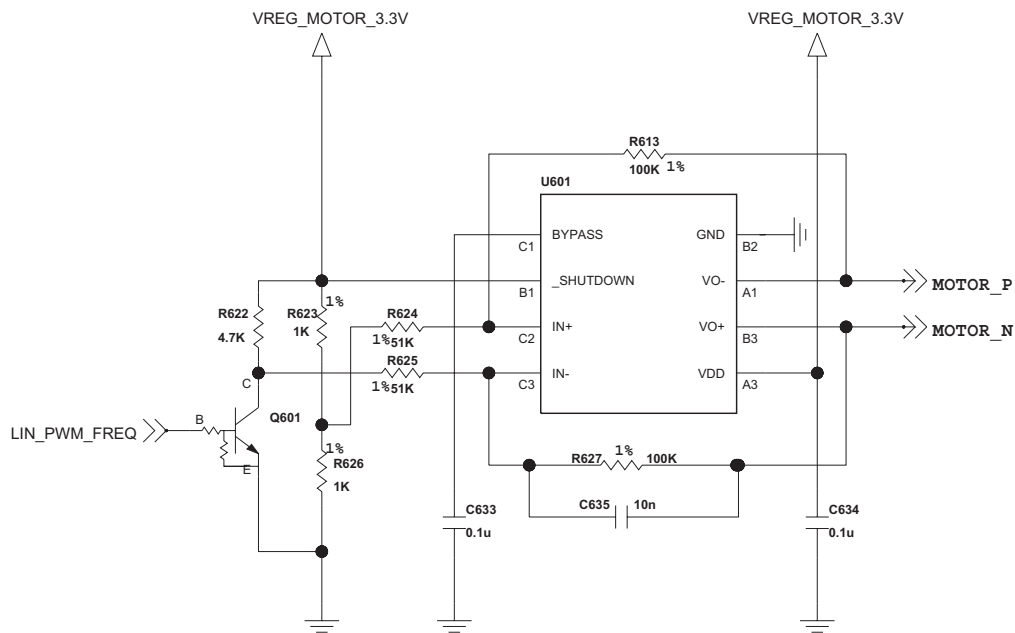 VREG_MOTOR_3.3V
VREG_MOTOR_3.3V
R613
100K 1%
U601
BYPASS
C1
GND
B2
_SHUTDOWN
B1
VO-
A1
MOTOR_P
R622
4.7K
1%
R623
1K
R624
1% 51K
IN+
C2
VO+
B3
MOTOR_N
R625
1% 51K
IN-
C3
VDD
A3
C
Q601
B
E
LIN_PWM_FREQ
1%
R626
1K
R627
1%
100K
C635
10n
C633
0.1u
C634
0.1u